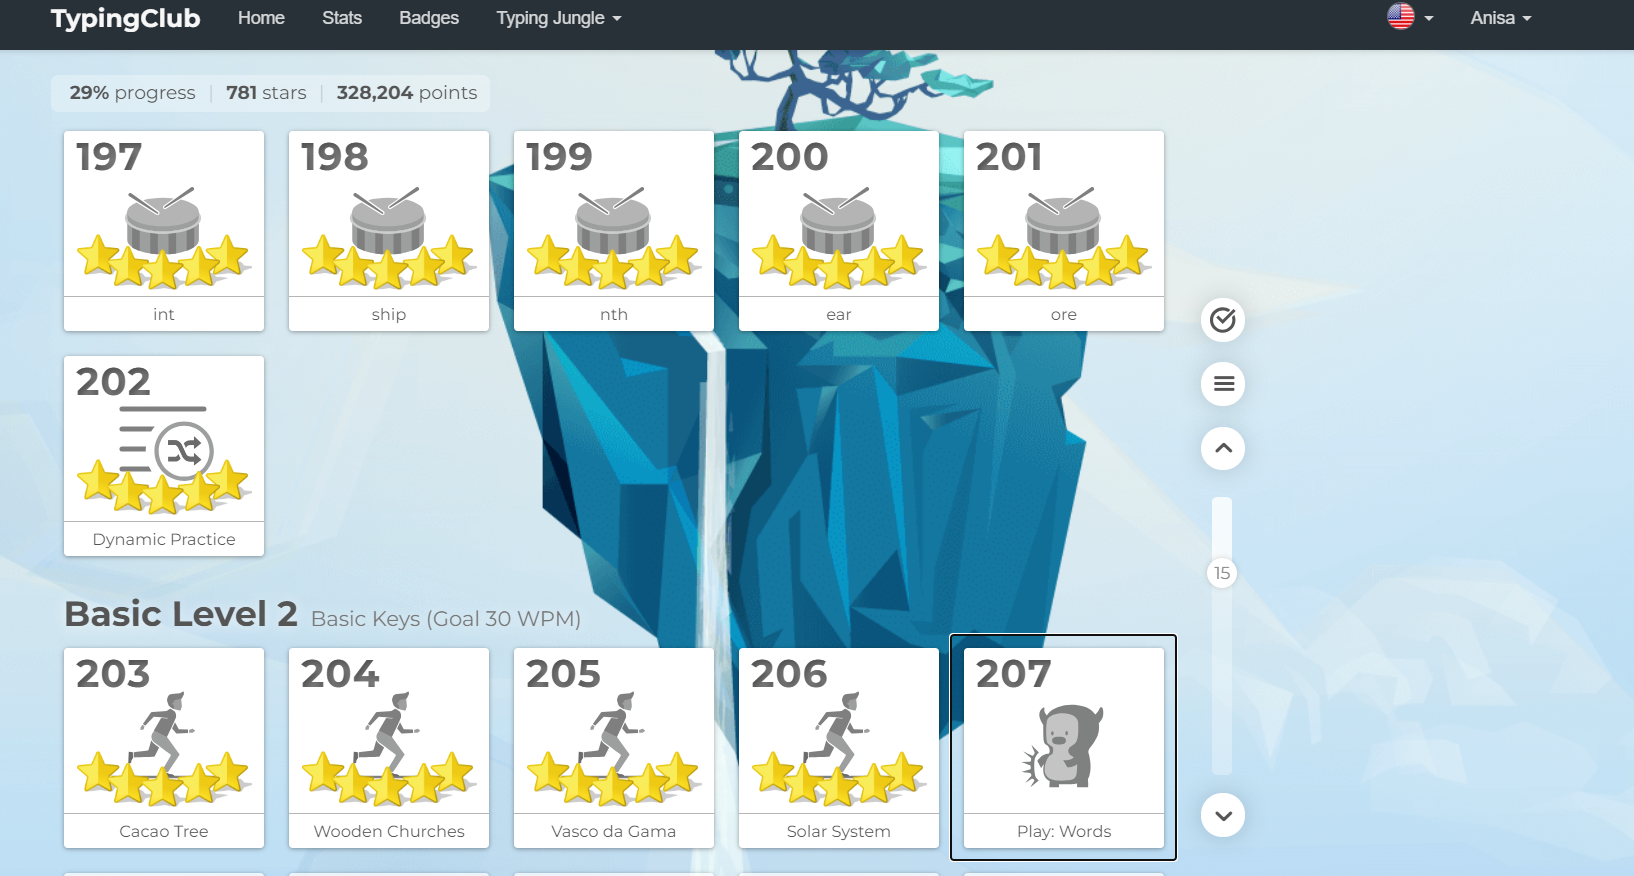 TypingClub Home Stats Badges Typing Jungle Anisa
29% progress | 781 stars | 328,204 points
197 198 199 200 201
int ship nth ear ore
202
Dynamic Practice
Basic Level 2 Basic Keys (Goal 30 WPM)
203 204 205 206 207
Cacao Tree Wooden Churches Vasco da Gama Solar System Play: Words
15